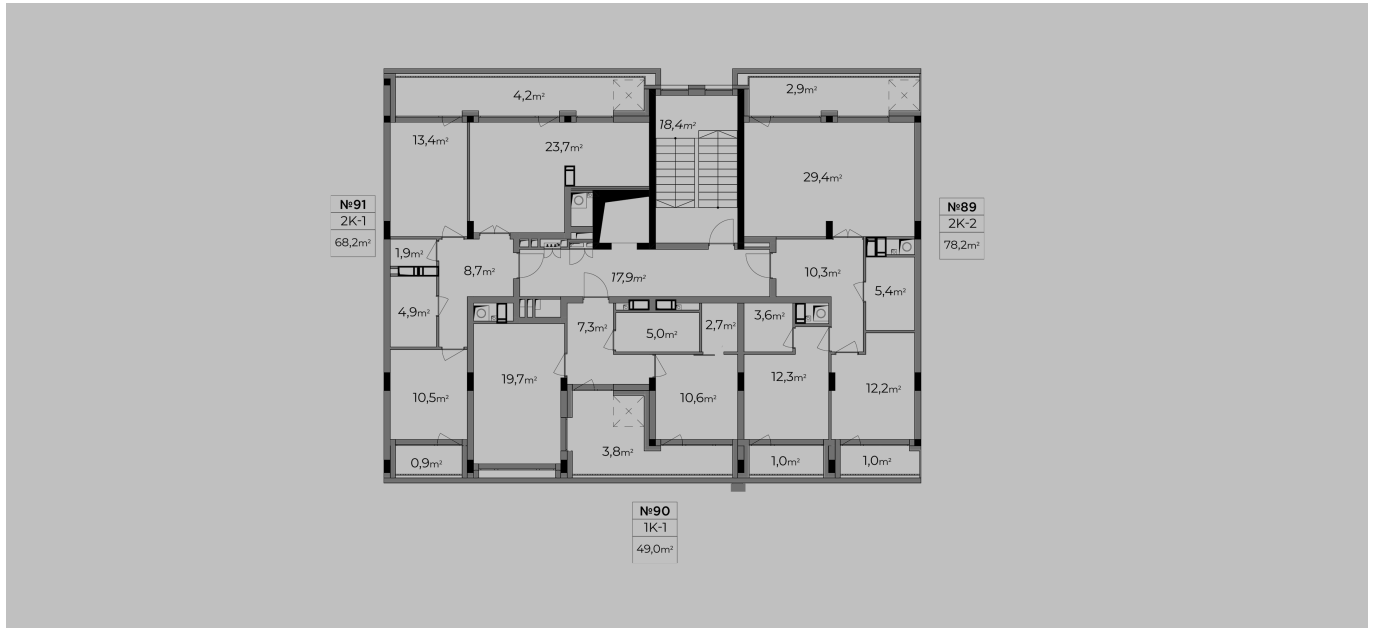 4,2m²
2,9m²
18,4m²
13,4m²
23,7m²
29,4m²
№91
2K-1
68,2m²
№89
2K-2
78,2m²
1,9m²
8,7m²
17,9m²
10,3m²
5,4m²
4,9m²
7,3m²
5,0m²
2,7m²
3,6m²
19,7m²
12,3m²
12,2m²
10,5m²
10,6m²
3,8m²
0,9m²
1,0m²
1,0m²
№90
1K-1
49,0m²